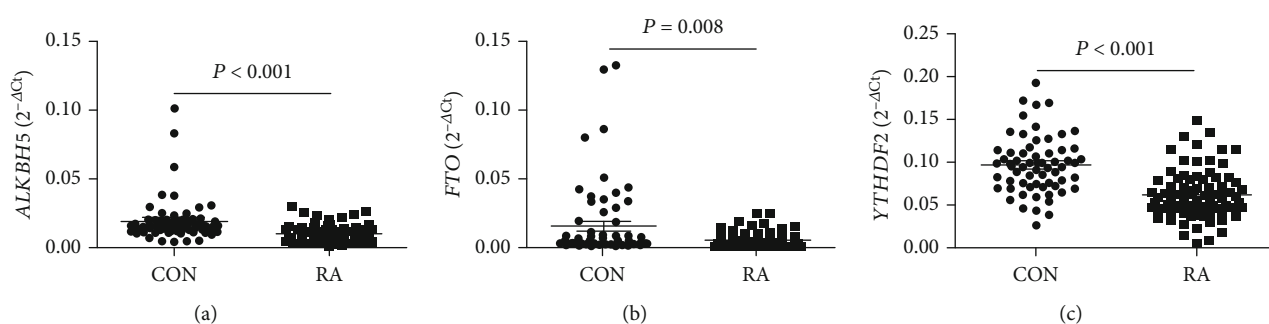 ALKBH5 (2^−ΔCt)
0.15
0.10
0.05
0.00
P < 0.001
CON
RA
(a)
FTO (2^−ΔCt)
0.15
0.10
0.05
0.00
P = 0.008
CON
RA
(b)
YTHDF2 (2^−ΔCt)
0.25
0.20
0.15
0.10
0.05
0.00
P < 0.001
CON
RA
(c)